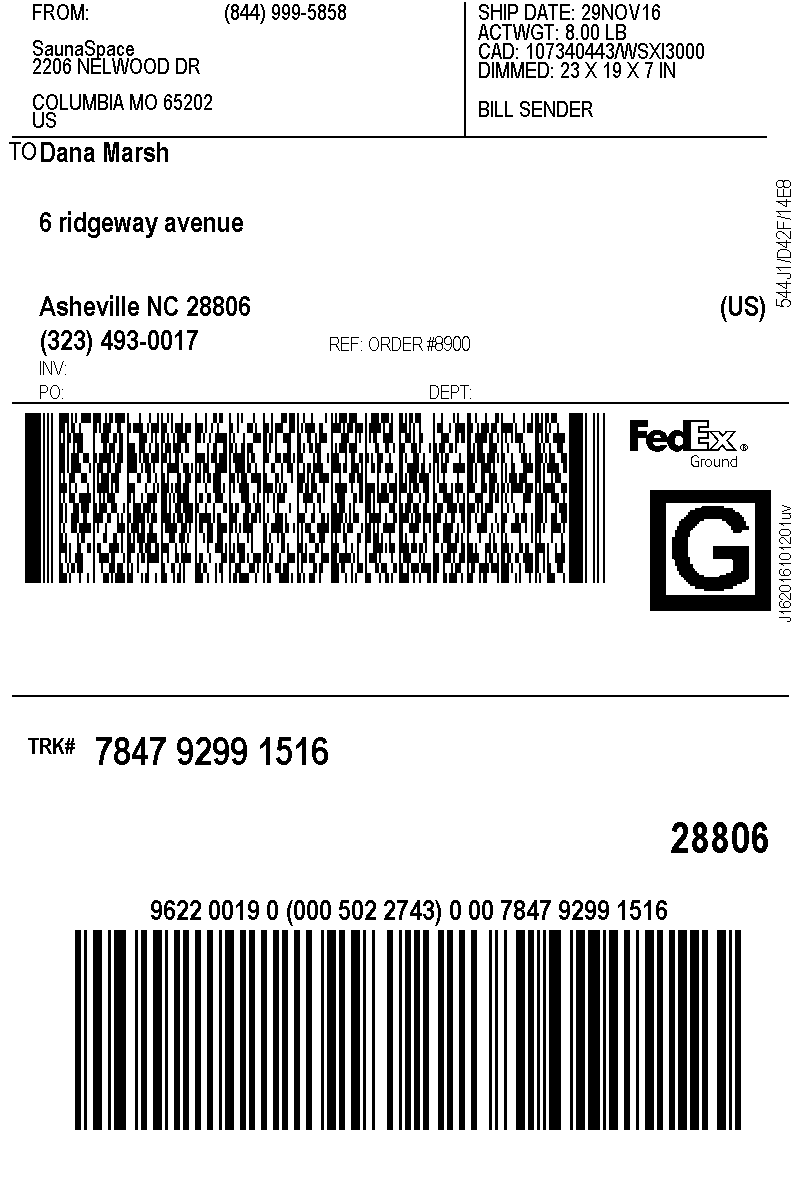 FROM: (844) 999-5858
SaunaSpace
2206 NELWOOD DR
COLUMBIA MO 65202
US
SHIP DATE: 29NOV16
ACTWGT: 8.00 LB
CAD: 107340443/WSXI3000
DIMMED: 23 X 19 X 7 IN
BILL SENDER
TO Dana Marsh
6 ridgeway avenue
Asheville NC 28806 (US)
(323) 493-0017 REF: ORDER #8900
INV:
PO: DEPT:
544J1/D42F/14E8
FedEx®
Ground
G
J162016101201uv
TRK# 7847 9299 1516
28806
9622 0019 0 (000 502 2743) 0 00 7847 9299 1516